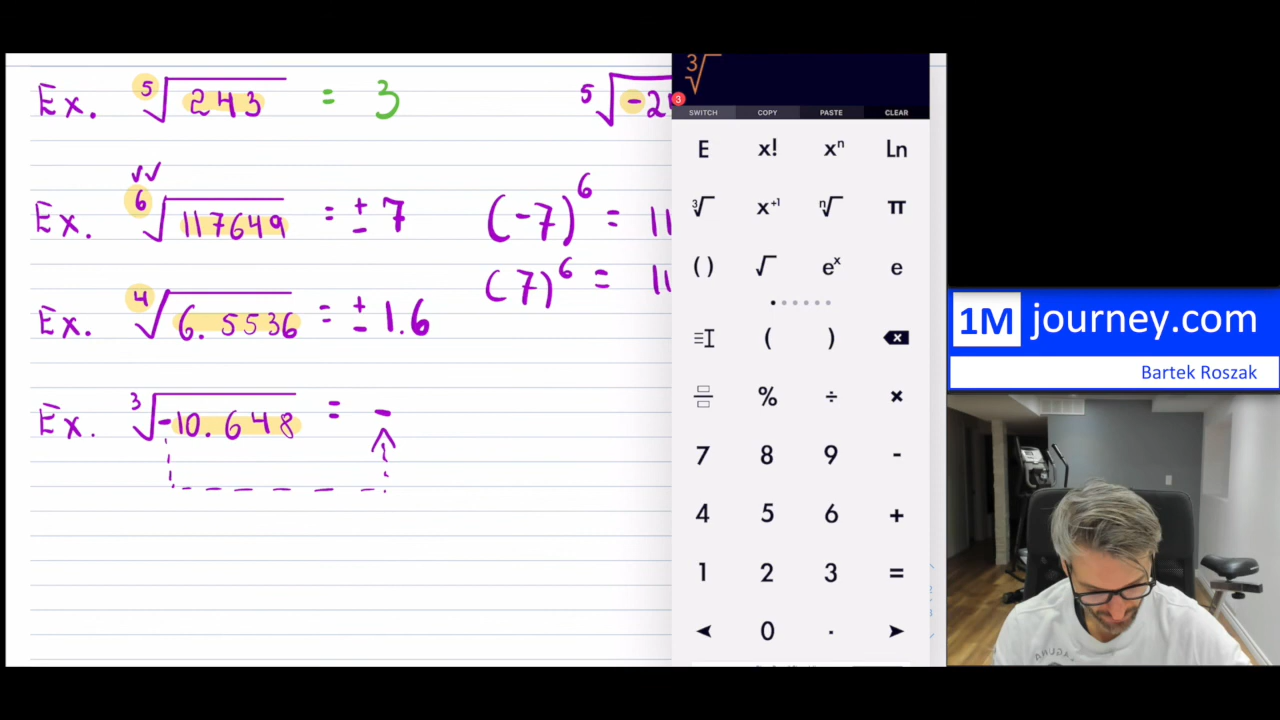 Ex. ⁵√243 = 3 ⁵√-2
Ex. ⁶√117649 = ± 7 (-7)⁶ = 11
(7)⁶ = 11
Ex. ⁴√6.5536 = ± 1.6
Ex. ³√-10.648 = -
³√
3
SWITCH COPY PASTE CLEAR
E x! xⁿ Ln
³√ x⁺¹ ⁿ√ π
( ) √ eˣ e
( )
% ÷ ×
7 8 9 -
4 5 6 +
1 2 3 =
0 .
1M journey.com
Bartek Roszak